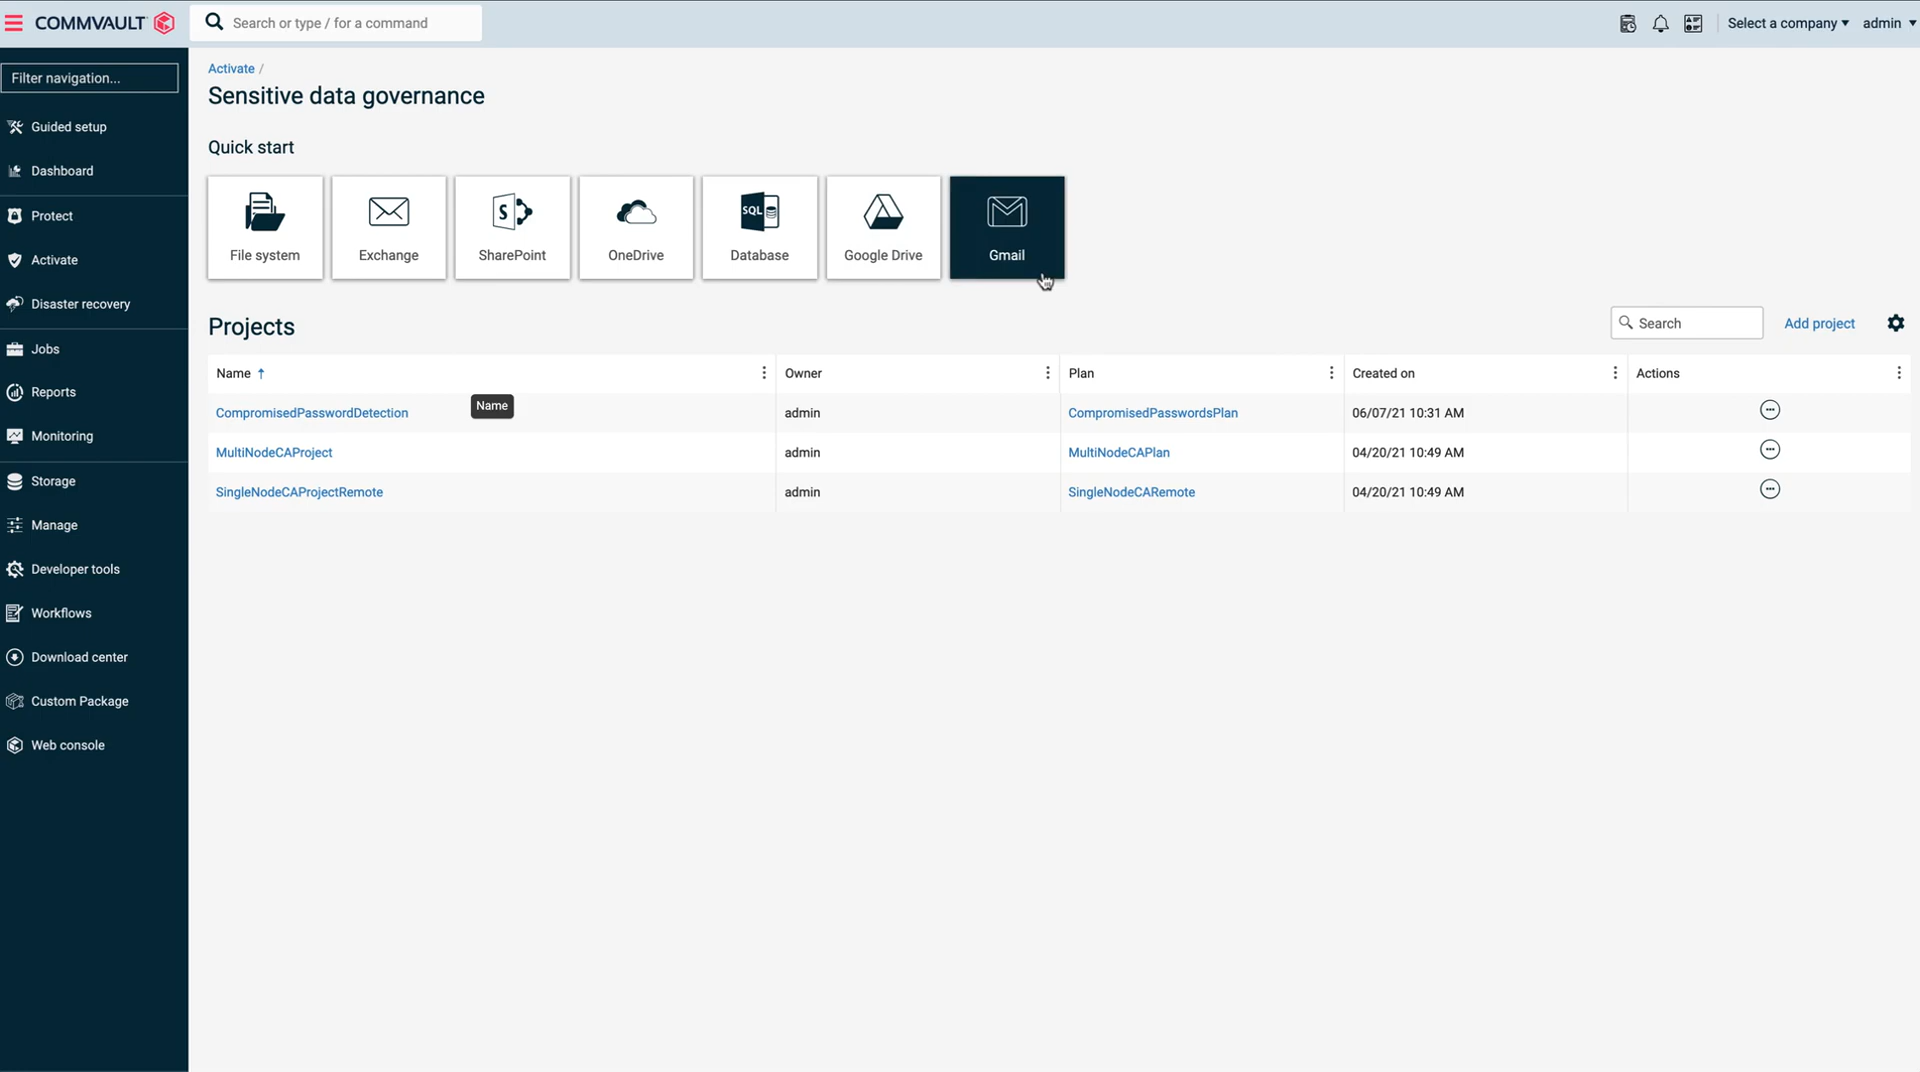 COMMVAULT
Search or type / for a command
Select a company
admin
Filter navigation...
Guided setup
Dashboard
Protect
Activate
Disaster recovery
Jobs
Reports
Monitoring
Storage
Manage
Developer tools
Workflows
Download center
Custom Package
Web console
Activate /
Sensitive data governance
Quick start
File system
Exchange
S
SharePoint
OneDrive
SQL
Database
Google Drive
Gmail
Projects
Search
Add project
Name ↑ Owner Plan Created on Actions
CompromisedPasswordDetection admin CompromisedPasswordsPlan 06/07/21 10:31 AM
Name
MultiNodeCAProject admin MultiNodeCAPlan 04/20/21 10:49 AM
SingleNodeCAProjectRemote admin SingleNodeCARemote 04/20/21 10:49 AM